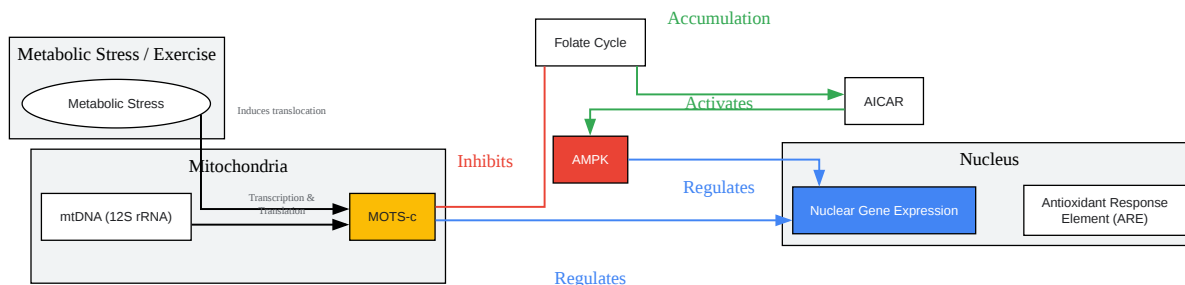 Accumulation
Folate Cycle
Metabolic Stress / Exercise
Metabolic Stress
Induces translocation
Activates
AICAR
Inhibits
AMPK
Mitochondria
Nucleus
Regulates
Transcription &
Translation
mtDNA (12S rRNA)
MOTS-c
Nuclear Gene Expression
Antioxidant Response
Element (ARE)
Regulates